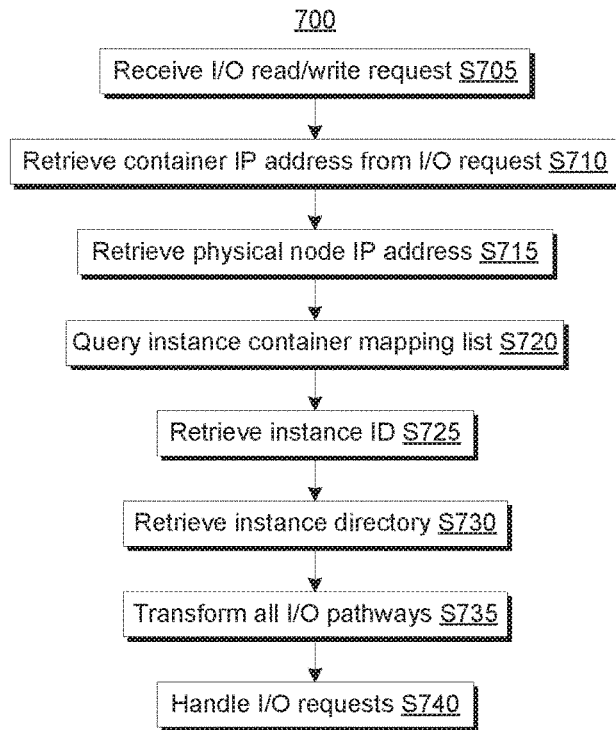 700
Receive I/O read/write request S705
Retrieve container IP address from I/O request S710
Retrieve physical node IP address S715
Query instance container mapping list S720
Retrieve instance ID S725
Retrieve instance directory S730
Transform all I/O pathways S735
Handle I/O requests S740